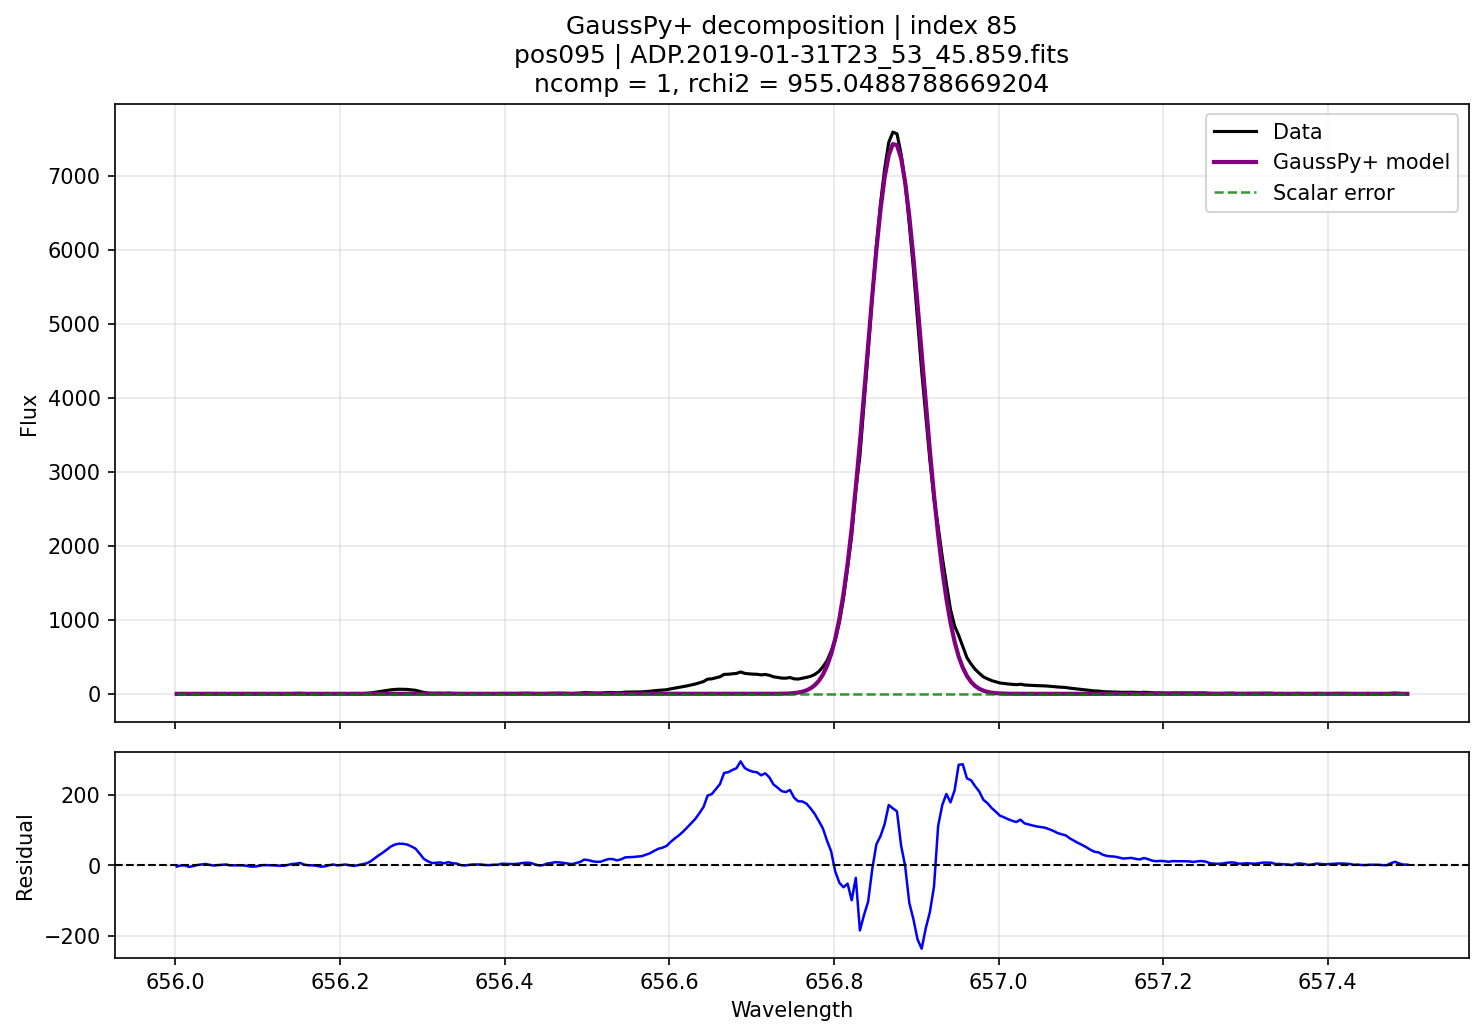 GaussPy+ decomposition | index 85
pos095 | ADP.2019-01-31T23_53_45.859.fits
ncomp = 1, rchi2 = 955.0488788669204
Data
GaussPy+ model
Scalar error
7000
6000
5000
4000
3000
2000
1000
0
Flux
200
0
−200
Residual
656.0 656.2 656.4 656.6 656.8 657.0 657.2 657.4
Wavelength